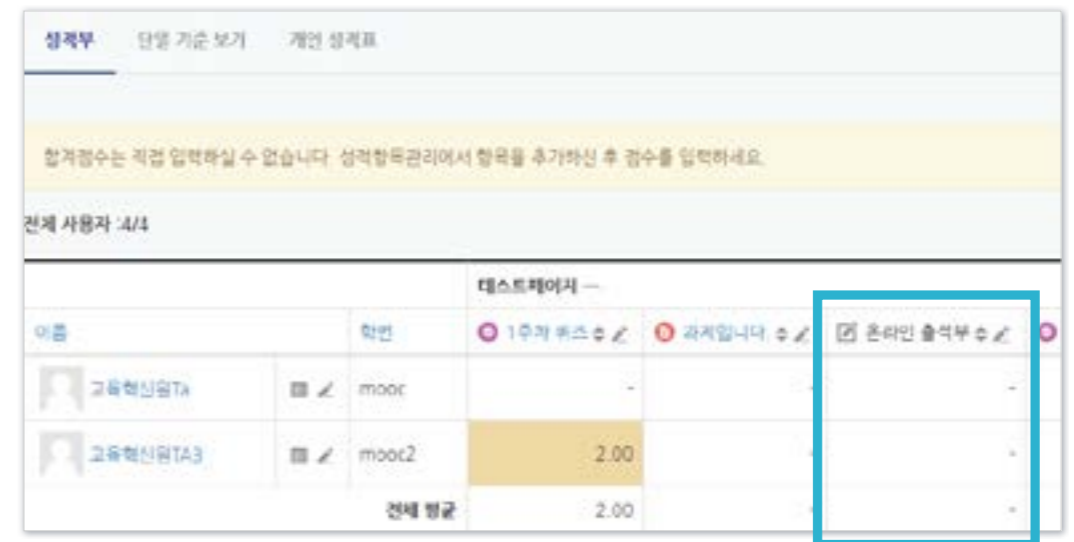 성적부 단일 기준 보기 개인 성적표
합계점수는 직접 입력하실 수 없습니다. 성적항목관리에서 항목을 추가하신 후 점수를 입력하세요.
전체 사용자 :4/4
테스트페이지 —
이름 학번 1주차 퀴즈 과제입니다. 온라인 출석부
교육혁신원TA mooc - - -
교육혁신원TA3 mooc2 2.00 - -
전체 평균 2.00 - -